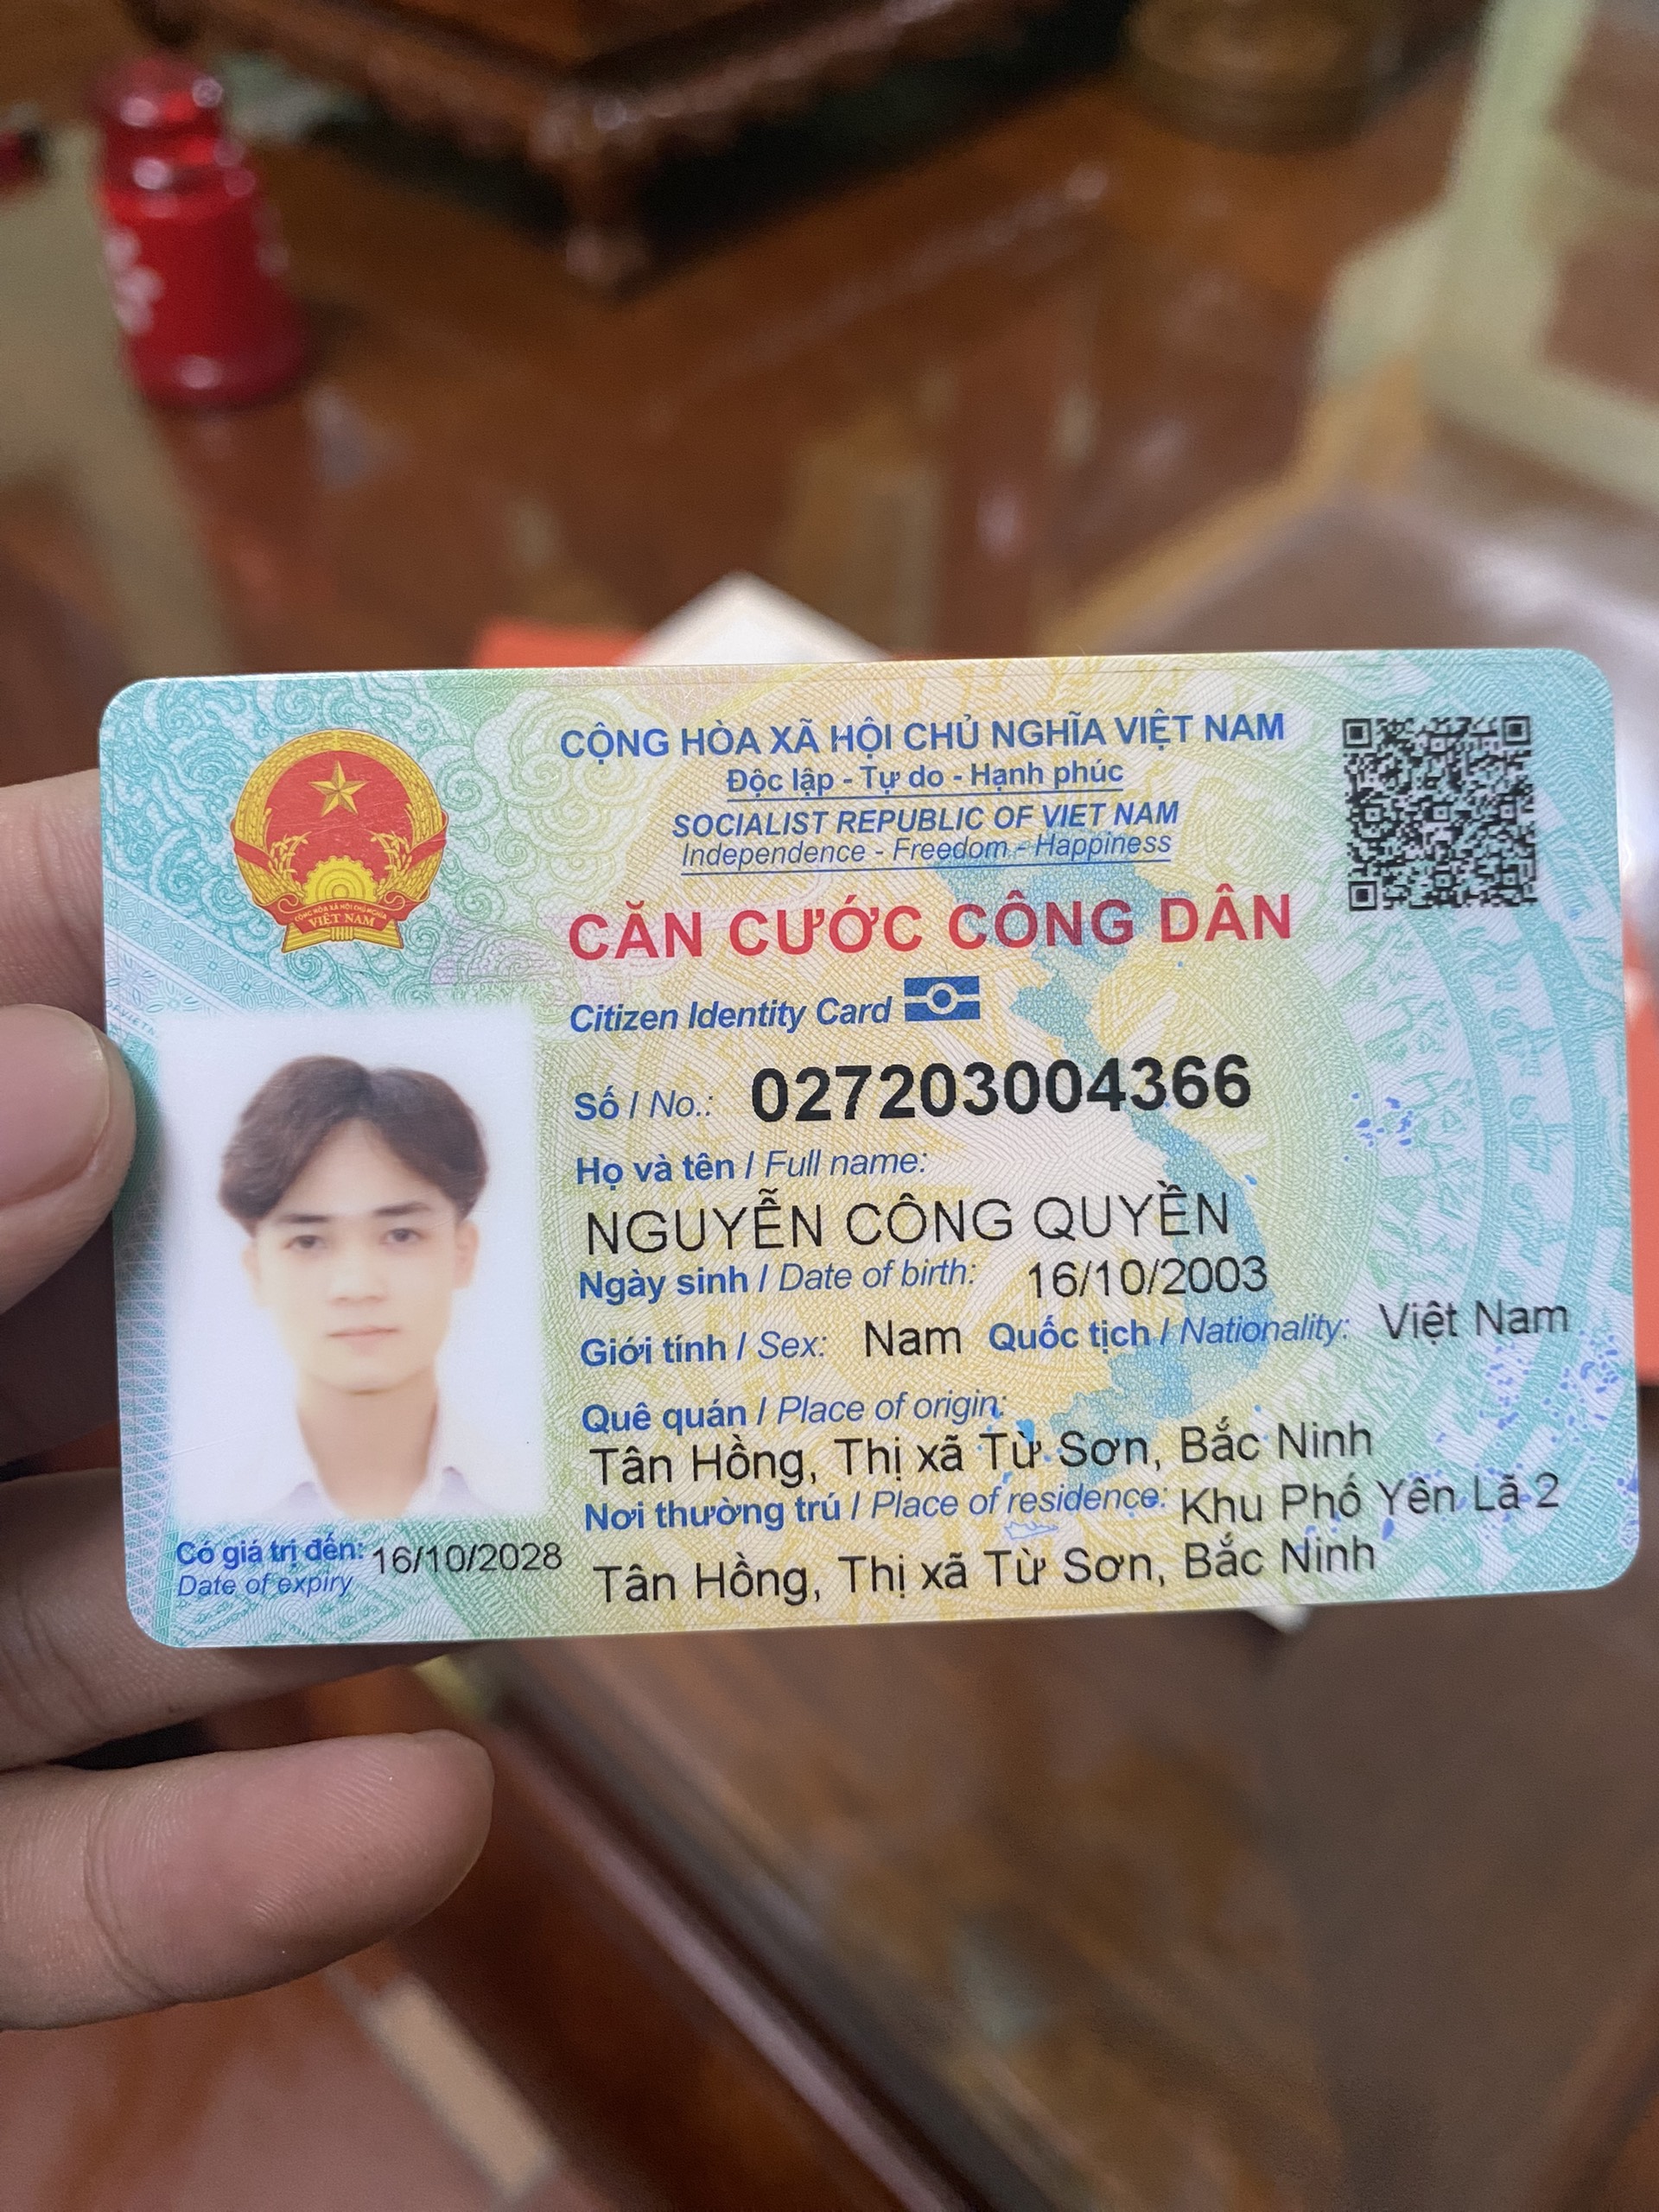 CỘNG HÒA XÃ HỘI CHỦ NGHĨA VIỆT NAM
Độc lập - Tự do - Hạnh phúc
SOCIALIST REPUBLIC OF VIET NAM
Independence - Freedom - Happiness
CỘNG HÒA XÃ HỘI CHỦ NGHĨA
VIỆT NAM
CĂN CƯỚC CÔNG DÂN
Citizen Identity Card
Số / No.: 027203004366
Họ và tên / Full name:
NGUYỄN CÔNG QUYỀN
Ngày sinh / Date of birth: 16/10/2003
Giới tính / Sex: Nam Quốc tịch / Nationality: Việt Nam
Quê quán / Place of origin:
Tân Hồng, Thị xã Từ Sơn, Bắc Ninh
Nơi thường trú / Place of residence: Khu Phố Yên Lã 2
Tân Hồng, Thị xã Từ Sơn, Bắc Ninh
Có giá trị đến: 16/10/2028
Date of expiry